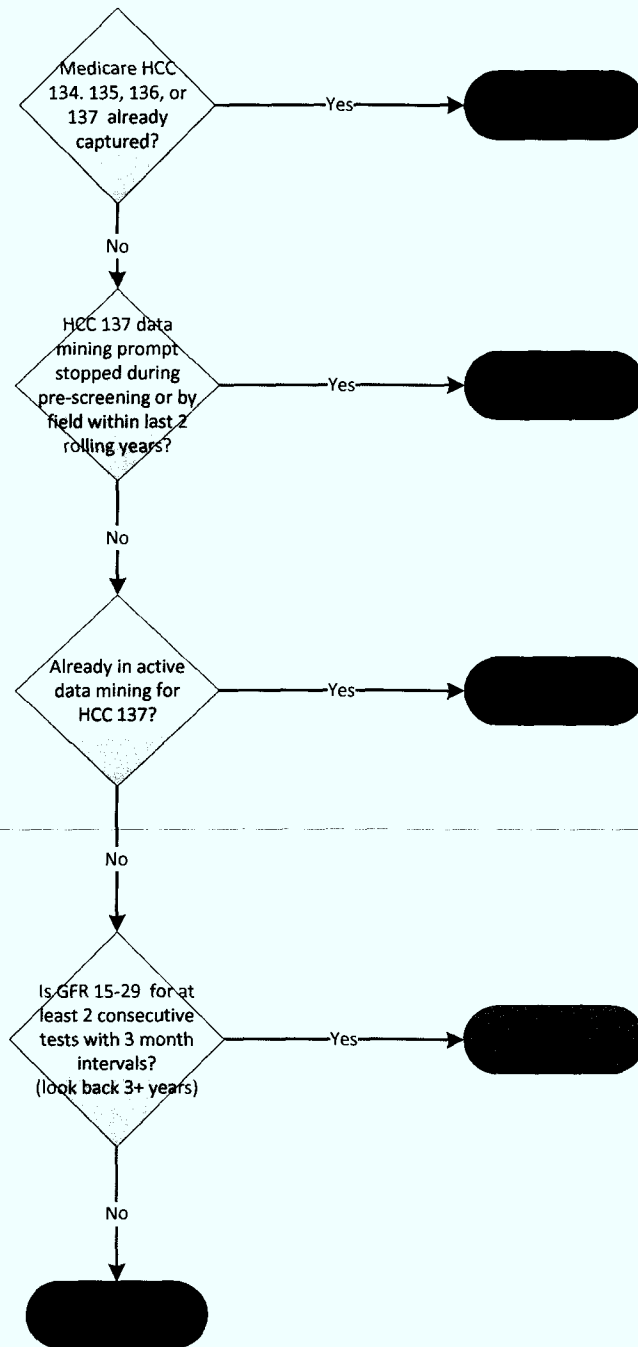 Medicare HCC
134. 135, 136, or
137 already
captured?
Yes
No
HCC 137 data
mining prompt
stopped during
pre-screening or by
field within last 2
rolling years?
Yes
No
Already in active
data mining for
HCC 137?
Yes
No
Is GFR 15-29 for at
least 2 consecutive
tests with 3 month
intervals?
(look back 3+ years)
Yes
No